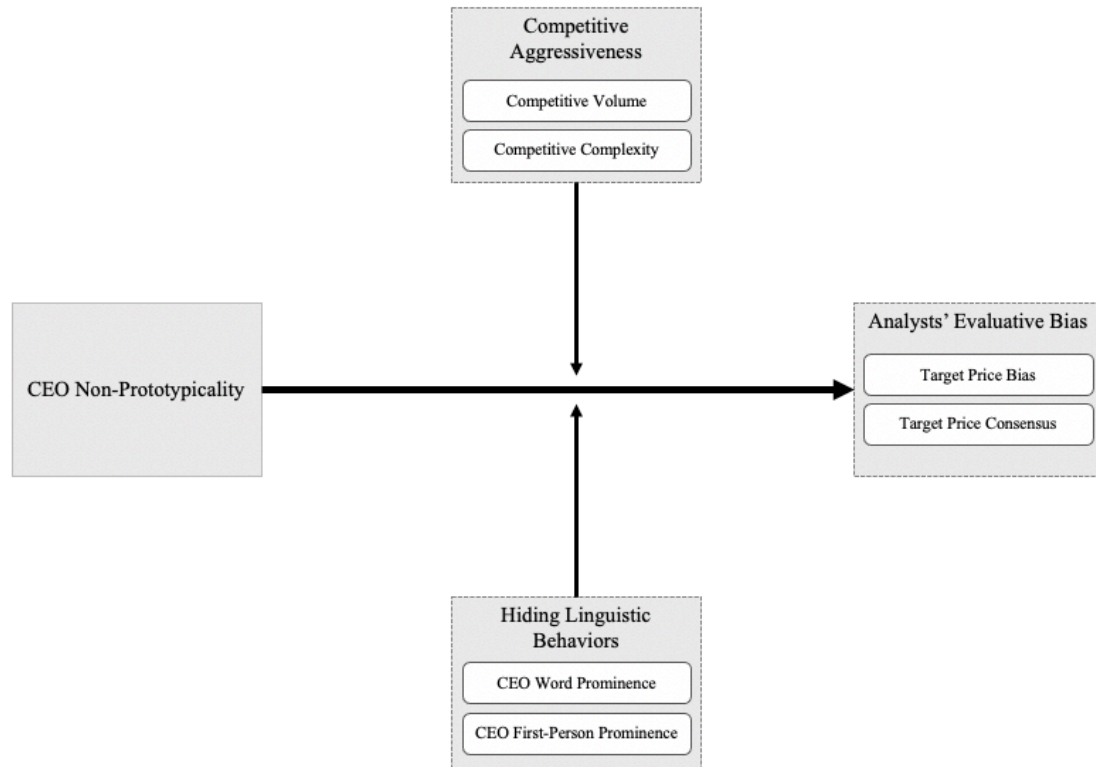 Competitive
Aggressiveness
Competitive Volume
Competitive Complexity
CEO Non-Prototypicality
Analysts’ Evaluative Bias
Target Price Bias
Target Price Consensus
Hiding Linguistic
Behaviors
CEO Word Prominence
CEO First-Person Prominence